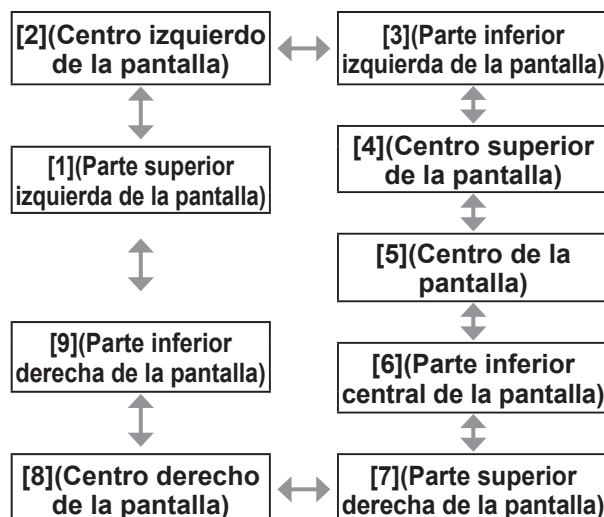 [2](Centro izquierdo
de la pantalla)
[3](Parte inferior
izquierda de la pantalla)
[1](Parte superior
izquierda de la pantalla)
[4](Centro superior
de la pantalla)
[5](Centro de la
pantalla)
[9](Parte inferior
derecha de la pantalla)
[6](Parte inferior
central de la pantalla)
[8](Centro derecho
de la pantalla)
[7](Parte superior
derecha de la pantalla)